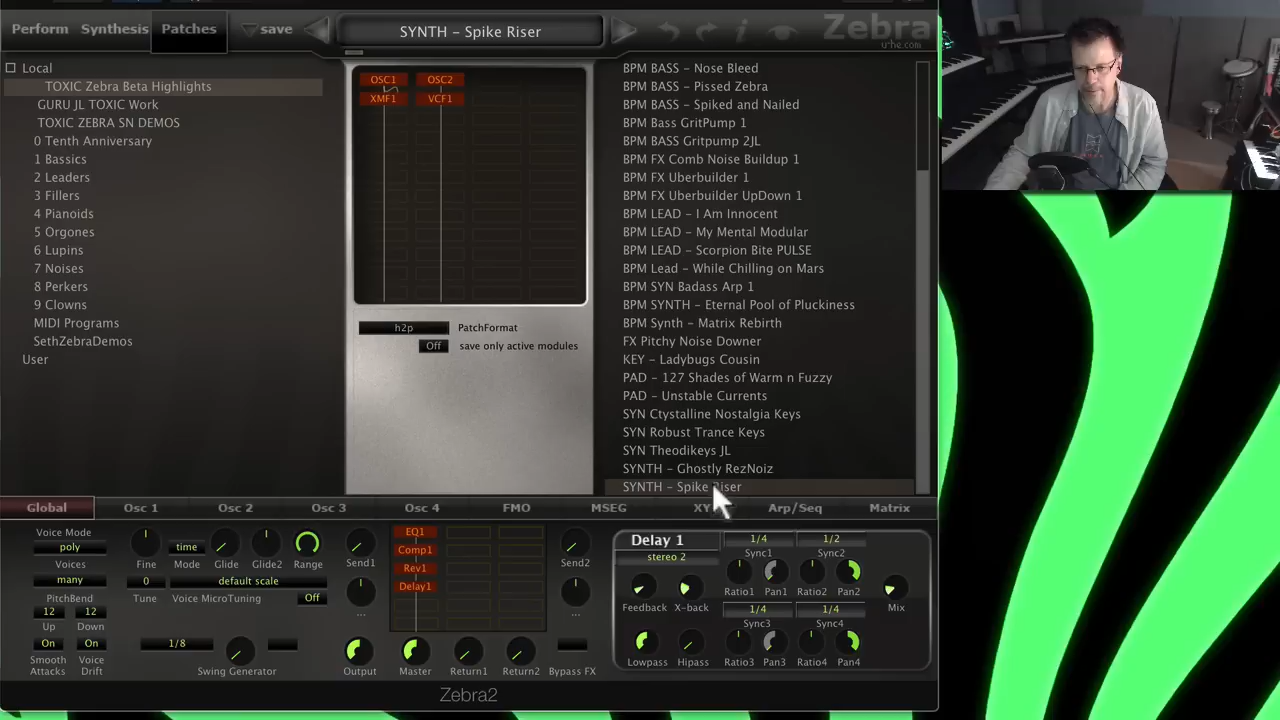 Perform
Synthesis
Patches
save
SYNTH – Spike Riser
Zebra
u-he.com
Local
TOXIC Zebra Beta Highlights
GURU JL TOXIC Work
TOXIC ZEBRA SN DEMOS
0 Tenth Anniversary
1 Bassics
2 Leaders
3 Fillers
4 Pianoids
5 Orgones
6 Lupins
7 Noises
8 Perkers
9 Clowns
MIDI Programs
SethZebraDemos
User
OSC1 OSC2
XMF1 VCF1
h2p PatchFormat
Off save only active modules
BPM BASS – Nose Bleed
BPM BASS – Pissed Zebra
BPM BASS – Spiked and Nailed
BPM Bass GritPump 1
BPM BASS Gritpump 2JL
BPM FX Comb Noise Buildup 1
BPM FX Uberbuilder 1
BPM FX Uberbuilder UpDown 1
BPM LEAD – I Am Innocent
BPM LEAD – My Mental Modular
BPM LEAD – Scorpion Bite PULSE
BPM Lead – While Chilling on Mars
BPM SYN Badass Arp 1
BPM SYNTH – Eternal Pool of Pluckiness
BPM Synth – Matrix Rebirth
FX Pitchy Noise Downer
KEY – Ladybugs Cousin
PAD – 127 Shades of Warm n Fuzzy
PAD – Unstable Currents
SYN Ctystalline Nostalgia Keys
SYN Robust Trance Keys
SYN Theodikeys JL
SYNTH – Ghostly RezNoiz
SYNTH – Spike Riser
Global Osc 1 Osc 2 Osc 3 Osc 4 FMO MSEG XY Arp/Seq Matrix
Voice Mode
poly
Voices
many
PitchBend
12 12
Up Down
On On
Smooth Attacks
Voice Drift
time
Fine Mode Glide Glide2 Range
0 default scale
Tune Voice MicroTuning Off
1/8
Swing Generator
Send1
...
Output
EQ1
Comp1
Rev1
Delay1
Master Return1 Return2
Send2
...
Bypass FX
Delay 1
stereo 2
1/4 1/2
Sync1 Sync2
Feedback X-back
Ratio1 Pan1 Ratio2 Pan2
Mix
1/4 1/4
Sync3 Sync4
Lowpass Hipass
Ratio3 Pan3 Ratio4 Pan4
Zebra2